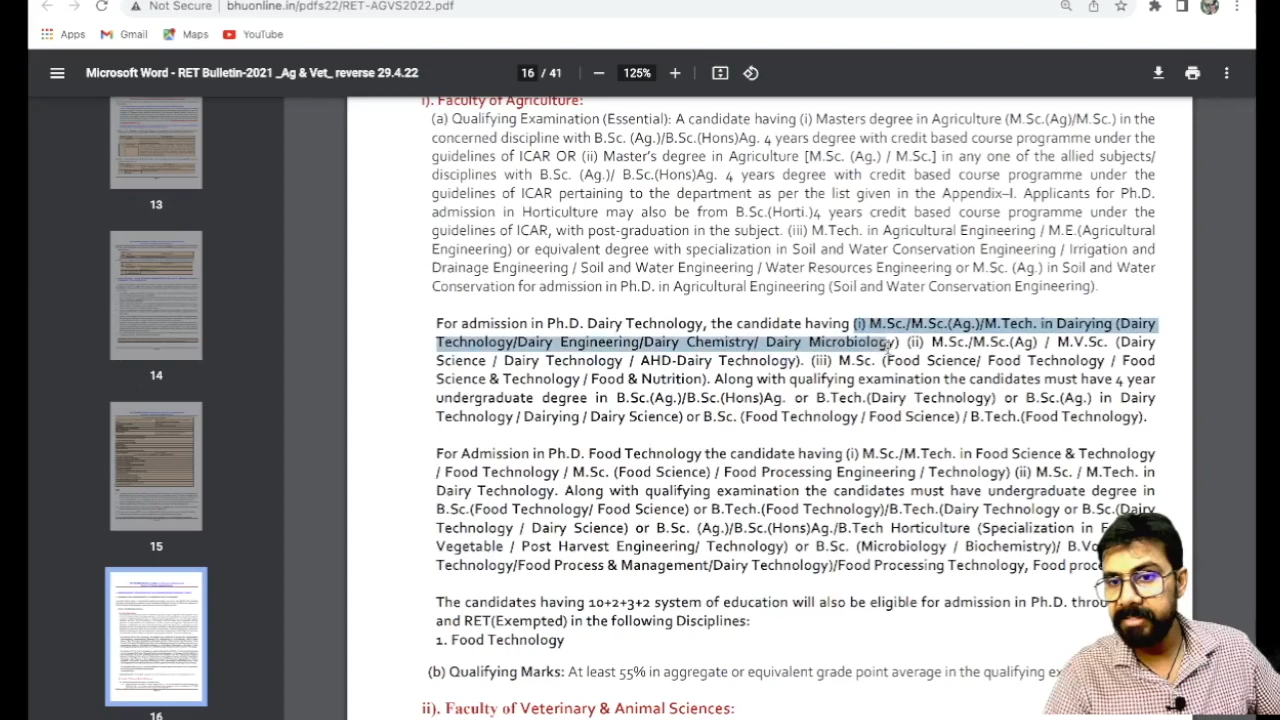 Not Secure | bhuonline.in/pdfs22/RET-AGVS2022.pdf
Apps Gmail Maps YouTube
Microsoft Word - RET Bulletin-2021 _Ag & Vet_ reverse 29.4.22
16 / 41 125%
i). Faculty of Agriculture:
(a) Qualifying Examination (Essential): A candidate having (i) Master degree in Agriculture (M.Sc.(Ag)/M.Sc.) in the
concerned discipline with B.Sc. (Ag)/B.Sc.(Hons)Ag. 4 years degree with credit based course programme under the
guidelines of ICAR. (ii) Master's degree in Agriculture [M.Sc.(Ag.) / M.Sc.] in any one of the allied subjects/
disciplines with B.Sc. (Ag.)/ B.Sc.(Hons)Ag. 4 years degree with credit based course programme under the
guidelines of ICAR pertaining to the department as per the list given in the Appendix–I. Applicants for Ph.D.
admission in Horticulture may also be from B.Sc.(Horti.)4 years credit based course programme under the
guidelines of ICAR, with post-graduation in the subject. (iii) M.Tech. in Agricultural Engineering / M.E.(Agricultural
Engineering) or equivalent degree with specialization in Soil and Water Conservation Engineering / Irrigation and
Drainage Engineering / Soil and Water Engineering / Water Resources Engineering or M.Sc. (Ag.) in Soil and Water
Conservation for admission in Ph.D. in Agricultural Engineering (Soil and Water Conservation Engineering).
For admission in Ph.D. Dairy Technology, the candidate having (i) M.Sc./M.Sc.(Ag.)/M.Tech. in Dairying (Dairy
Technology/Dairy Engineering/Dairy Chemistry/ Dairy Microbiology) (ii) M.Sc./M.Sc.(Ag) / M.V.Sc. (Dairy
Science / Dairy Technology / AHD-Dairy Technology). (iii) M.Sc. (Food Science/ Food Technology / Food
Science & Technology / Food & Nutrition). Along with qualifying examination the candidates must have 4 year
undergraduate degree in B.Sc.(Ag.)/B.Sc.(Hons)Ag. or B.Tech.(Dairy Technology) or B.Sc.(Ag.) in Dairy
Technology/Dairying / Dairy Science) or B.Sc. (Food Technology/Food Science) / B.Tech. (Food Technology).
For Admission in Ph.D. Food Technology the candidate having (i) M.Sc./M.Tech. in Food Science & Technology
/ Food Technology/M.Sc. (Food Science) / Food Processing Engineering / Technology) (ii) M.Sc. / M.Tech. in
Dairy Technology. Along with qualifying examination the candidates must have undergraduate degree in
B.Sc.(Food Technology/ Food Science) or B.Tech.(Food Technology)/B.Tech.(Dairy Technology or B.Sc.(Dairy
Technology / Dairy Science) or B.Sc. (Ag.)/B.Sc.(Hons)Ag./B.Tech Horticulture (Specialization in
Vegetable / Post Harvest Engineering/ Technology) or B.Sc. (Microbiology / Biochemistry)/
Technology/Food Process & Management/Dairy Technology)/Food Processing Technology, Food
The candidates having 10+2+3 system of education will also be eligible for admission in Ph.D.
or RET(Exempted) in following Disciplines:
Food Technology
(b) Qualifying Marks: At least 55% in aggregate or equivalent grade point average in the qualifying
ii). Faculty of Veterinary & Animal Sciences:
13
14
15
16